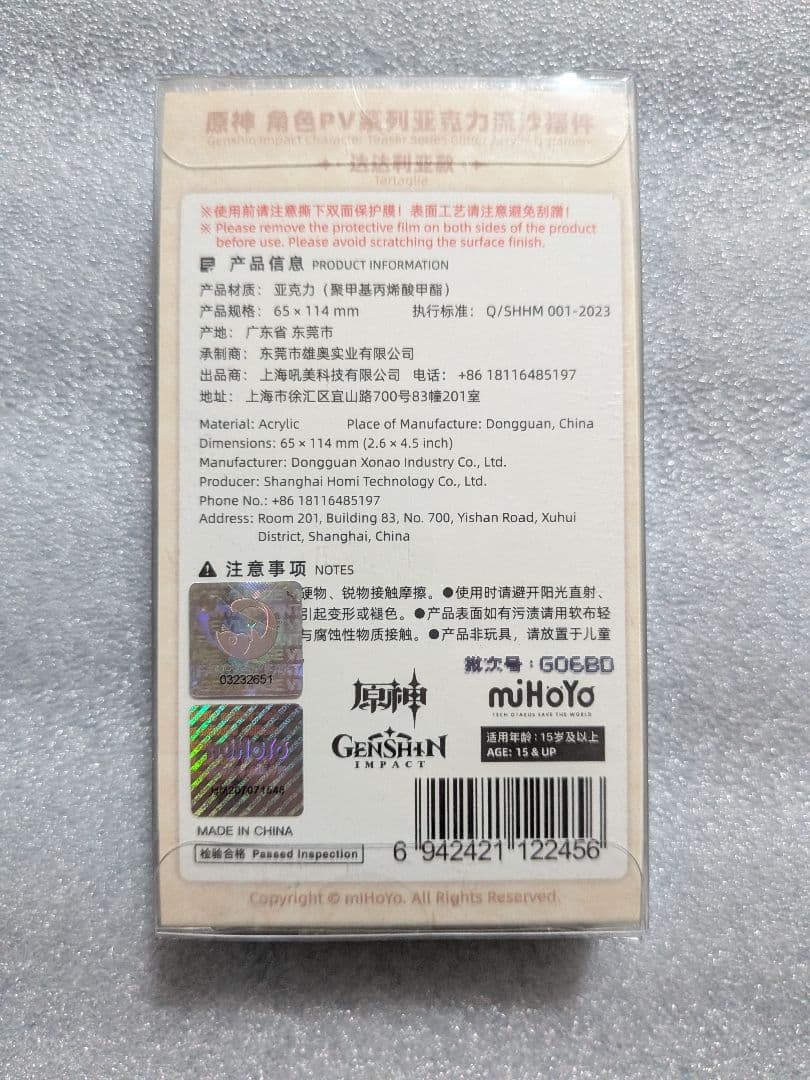 原神 角色PV系列亚克力流沙摆件
Genshin Impact Character Teaser Series
达达利亚款
Tartaglia
※使用前请注意撕下双面保护膜！表面工艺请注意避免刮蹭！
※ Please remove the protective film on both sides of the product
before use. Please avoid scratching the surface finish.
产品信息 PRODUCT INFORMATION
产品材质： 亚克力（聚甲基丙烯酸甲酯）
产品规格： 65 × 114 mm 执行标准： Q/SHHM 001-2023
产地： 广东省 东莞市
承制商： 东莞市雄奥实业有限公司
出品商： 上海吼美科技有限公司 电话： +86 18116485197
地址： 上海市徐汇区宜山路700号83幢201室
Material: Acrylic Place of Manufacture: Dongguan, China
Dimensions: 65 × 114 mm (2.6 × 4.5 inch)
Manufacturer: Dongguan Xonao Industry Co., Ltd.
Producer: Shanghai Homi Technology Co., Ltd.
Phone No.: +86 18116485197
Address: Room 201, Building 83, No. 700, Yishan Road, Xuhui
District, Shanghai, China
注意事项 NOTES
硬物、锐物接触摩擦。●使用时请避开阳光直射、
引起变形或褪色。●产品表面如有污渍请用软布轻
与腐蚀性物质接触。●产品非玩具，请放置于儿童
03232651
批次号：G06BD
原神
GENSHIN
IMPACT
miHoYo
TECH OTAKUS SAVE THE WORLD
适用年龄：15岁及以上
AGE: 15 & UP
miHoYo
MADE IN CHINA
检验合格 Passed Inspection
6 942421 122456
Copyright © miHoYo. All Rights Reserved.